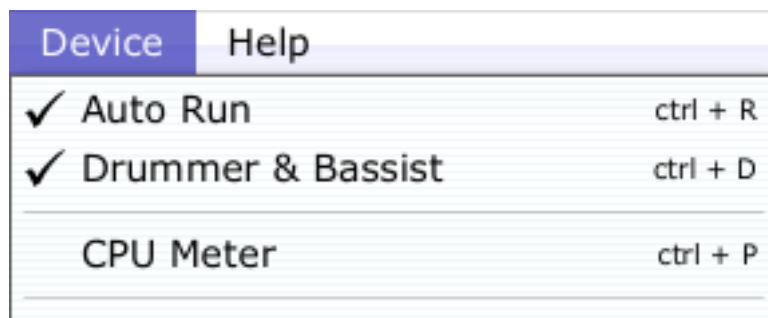 Device Help
Auto Run ctrl + R
Drummer & Bassist ctrl + D
CPU Meter ctrl + P